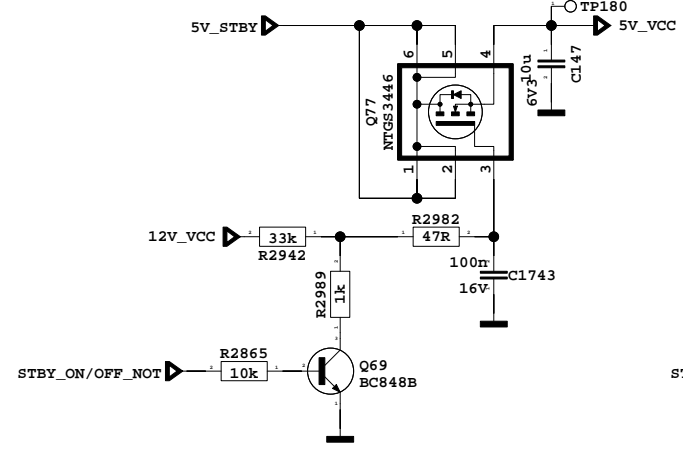 TP180
5V_STBY
5V_VCC
6
5
4
10u
6V3
C147
Q77
NTGS3446
1
2
3
R2982
12V_VCC
33k
47R
R2942
100n
C1743
16V
R2989
1k
R2865
Q69
STBY_ON/OFF_NOT
10k
BC848B